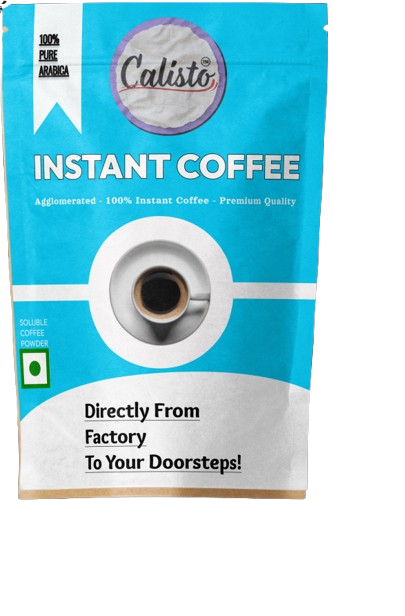 100%
PURE
ARABICA
Calisto
TM
INSTANT COFFEE
Agglomerated - 100% Instant Coffee - Premium Quality
SOLUBLE
COFFEE
POWDER
Directly From
Factory
To Your Doorsteps!